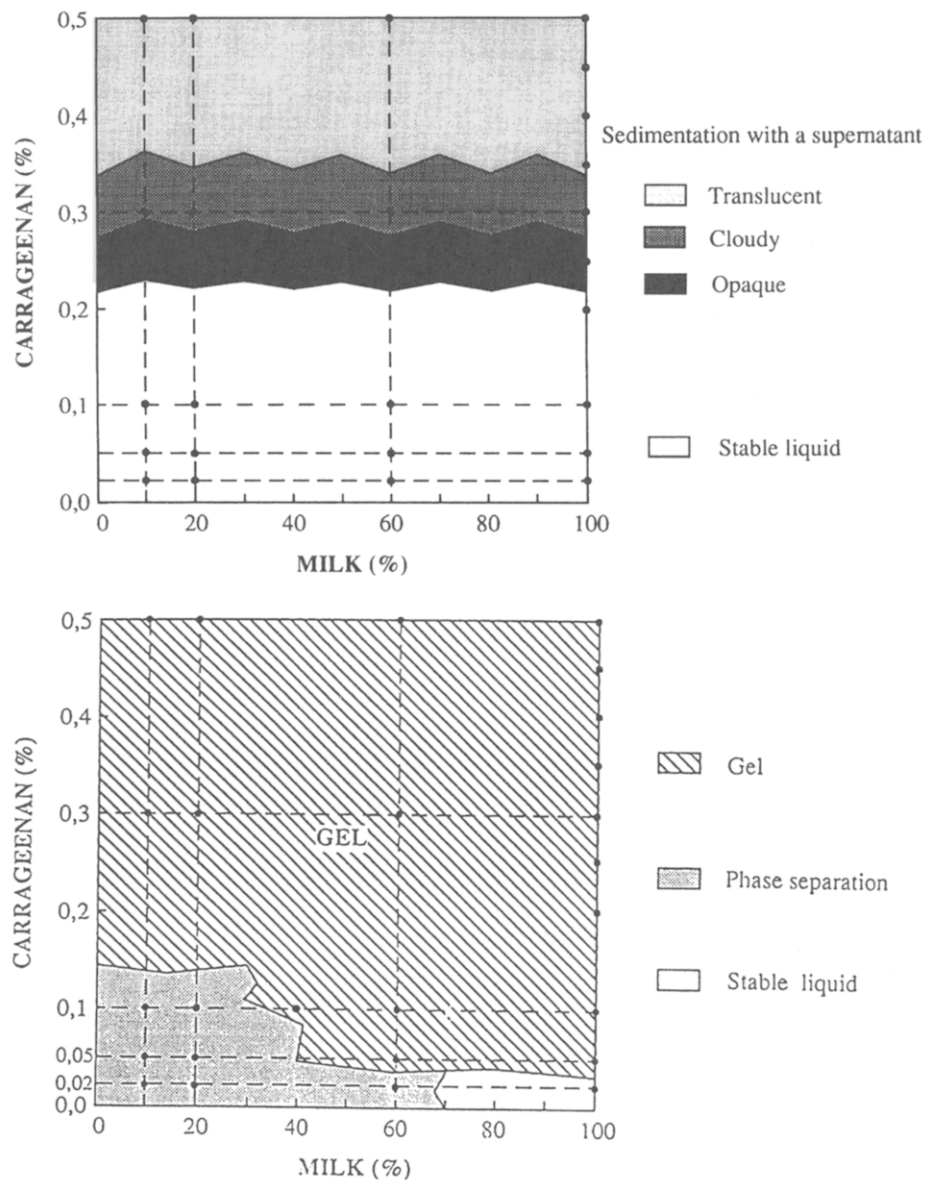 0,5
0,4
0,3
0,2
0,1
0,0
CARRAGEENAN (%)
0 20 40 60 80 100
MILK (%)
Sedimentation with a supernatant
Translucent
Cloudy
Opaque
Stable liquid
0,5
0,4
0,3
0,2
0,1
0,05
0,02
0,0
CARRAGEENAN (%)
GEL
0 20 40 60 80 100
MILK (%)
Gel
Phase separation
Stable liquid